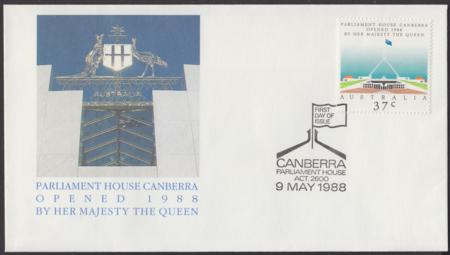 AUSTRALIA
PARLIAMENT HOUSE CANBERRA
OPENED 1988
BY HER MAJESTY THE QUEEN
PARLIAMENT HOUSE CANBERRA
OPENED 1988
BY HER MAJESTY THE QUEEN
AUSTRALIA
37c
FIRST
DAY OF
ISSUE
CANBERRA
PARLIAMENT HOUSE
ACT. 2600
9 MAY 1988